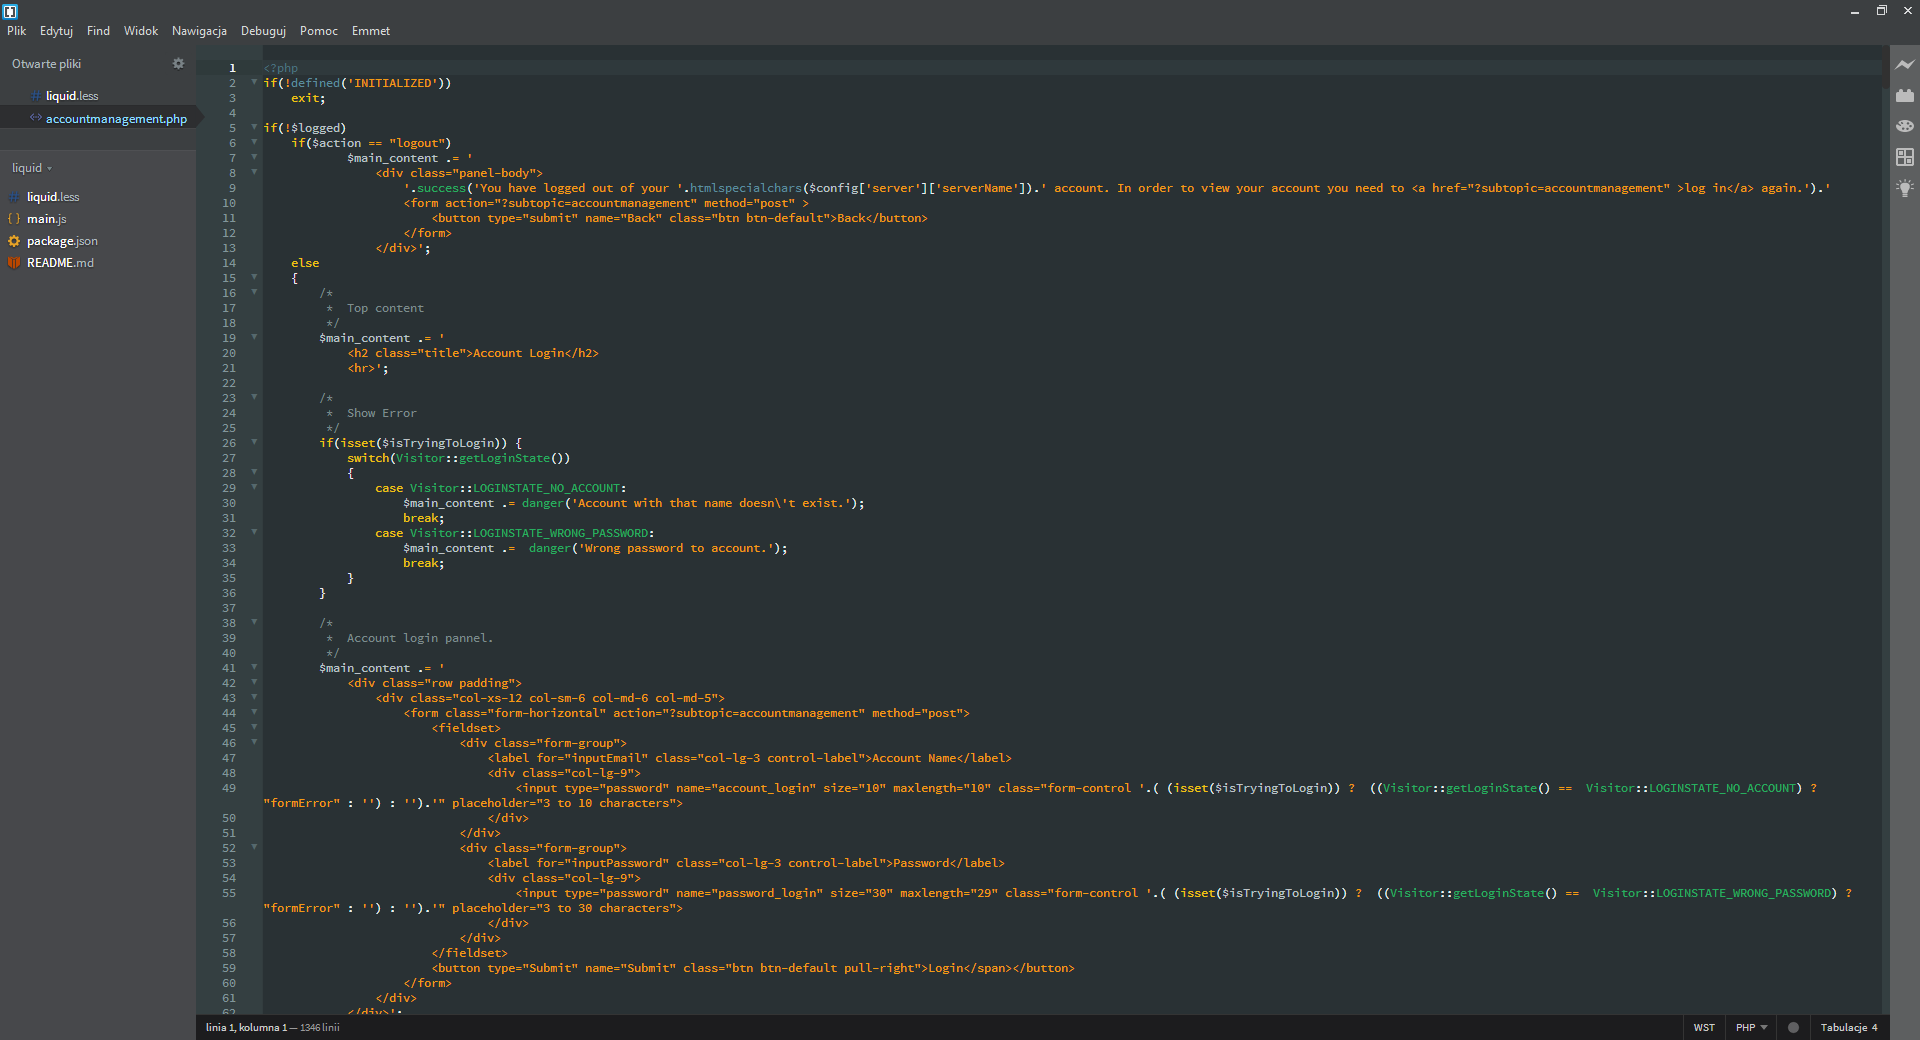 Plik Edytuj Find Widok Nawigacja Debuguj Pomoc Emmet
Otwarte pliki
# liquid.less
<> accountmanagement.php
liquid
# liquid.less
{ } main.js
package.json
README.md
1 <?php
2 if(!defined('INITIALIZED'))
3     exit;
4
5 if(!$logged)
6     if($action == "logout")
7             $main_content .= '
8                 <div class="panel-body">
9                     '.success('You have logged out of your '.htmlspecialchars($config['server']['serverName']).' account. In order to view your account you need to <a href="?subtopic=accountmanagement" >log in</a> again.').'
10                     <form action="?subtopic=accountmanagement" method="post" >
11                         <button type="submit" name="Back" class="btn btn-default">Back</button>
12                     </form>
13                 </div>';
14     else
15     {
16         /*
17          *  Top content
18          */
19         $main_content .= '
20             <h2 class="title">Account Login</h2>
21             <hr>';
22
23         /*
24          *  Show Error
25          */
26         if(isset($isTryingToLogin)) {
27             switch(Visitor::getLoginState())
28             {
29                 case Visitor::LOGINSTATE_NO_ACCOUNT:
30                     $main_content .= danger('Account with that name doesn\'t exist.');
31                     break;
32                 case Visitor::LOGINSTATE_WRONG_PASSWORD:
33                     $main_content .=  danger('Wrong password to account.');
34                     break;
35             }
36         }
37
38         /*
39          *  Account login pannel.
40          */
41         $main_content .= '
42             <div class="row padding">
43                 <div class="col-xs-12 col-sm-6 col-md-6 col-md-5">
44                     <form class="form-horizontal" action="?subtopic=accountmanagement" method="post">
45                         <fieldset>
46                             <div class="form-group">
47                                 <label for="inputEmail" class="col-lg-3 control-label">Account Name</label>
48                                 <div class="col-lg-9">
49                                     <input type="password" name="account_login" size="10" maxlength="10" class="form-control '.( (isset($isTryingToLogin)) ?  ((Visitor::getLoginState() ==  Visitor::LOGINSTATE_NO_ACCOUNT) ?
"formError" : '') : '').'" placeholder="3 to 10 characters">
50                                 </div>
51                             </div>
52                             <div class="form-group">
53                                 <label for="inputPassword" class="col-lg-3 control-label">Password</label>
54                                 <div class="col-lg-9">
55                                     <input type="password" name="password_login" size="30" maxlength="29" class="form-control '.( (isset($isTryingToLogin)) ?  ((Visitor::getLoginState() ==  Visitor::LOGINSTATE_WRONG_PASSWORD) ?
"formError" : '') : '').'" placeholder="3 to 30 characters">
56                                 </div>
57                             </div>
58                         </fieldset>
59                         <button type="Submit" name="Submit" class="btn btn-default pull-right">Login</span></button>
60                     </form>
61                 </div>
62             </div>';
linia 1, kolumna 1 — 1346 linii
WST PHP Tabulacje 4